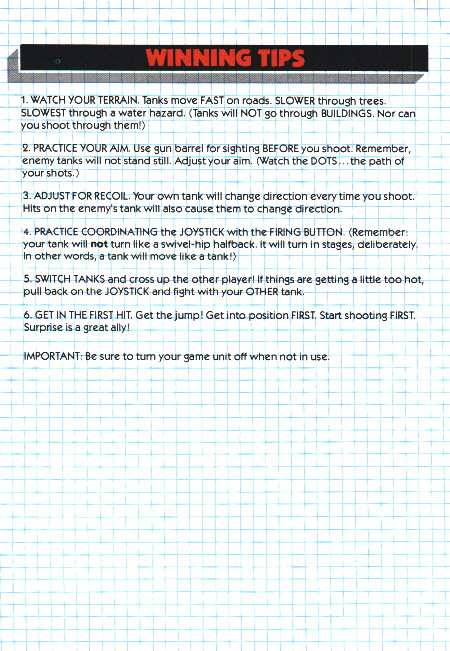 WINNING TIPS
1. WATCH YOUR TERRAIN. Tanks move FAST on roads. SLOWER through trees.
SLOWEST through a water hazard. (Tanks will NOT go through BUILDINGS. Nor can
you shoot through them!)
2. PRACTICE YOUR AIM. Use gun barrel for sighting BEFORE you shoot. Remember,
enemy tanks will not stand still. Adjust your aim. (Watch the DOTS...the path of
your shots.)
3. ADJUST FOR RECOIL. Your own tank will change direction every time you shoot.
Hits on the enemy's tank will also cause them to change direction.
4. PRACTICE COORDINATING the JOYSTICK with the FIRING BUTTON. (Remember:
your tank will not turn like a swivel-hip halfback. it will turn in stages, deliberately.
In other words, a tank will move like a tank!)
5. SWITCH TANKS and cross up the other player! If things are getting a little too hot,
pull back on the JOYSTICK and fight with your OTHER tank.
6. GET IN THE FIRST HIT. Get the jump! Get into position FIRST. Start shooting FIRST.
Surprise is a great ally!
IMPORTANT: Be sure to turn your game unit off when not in use.